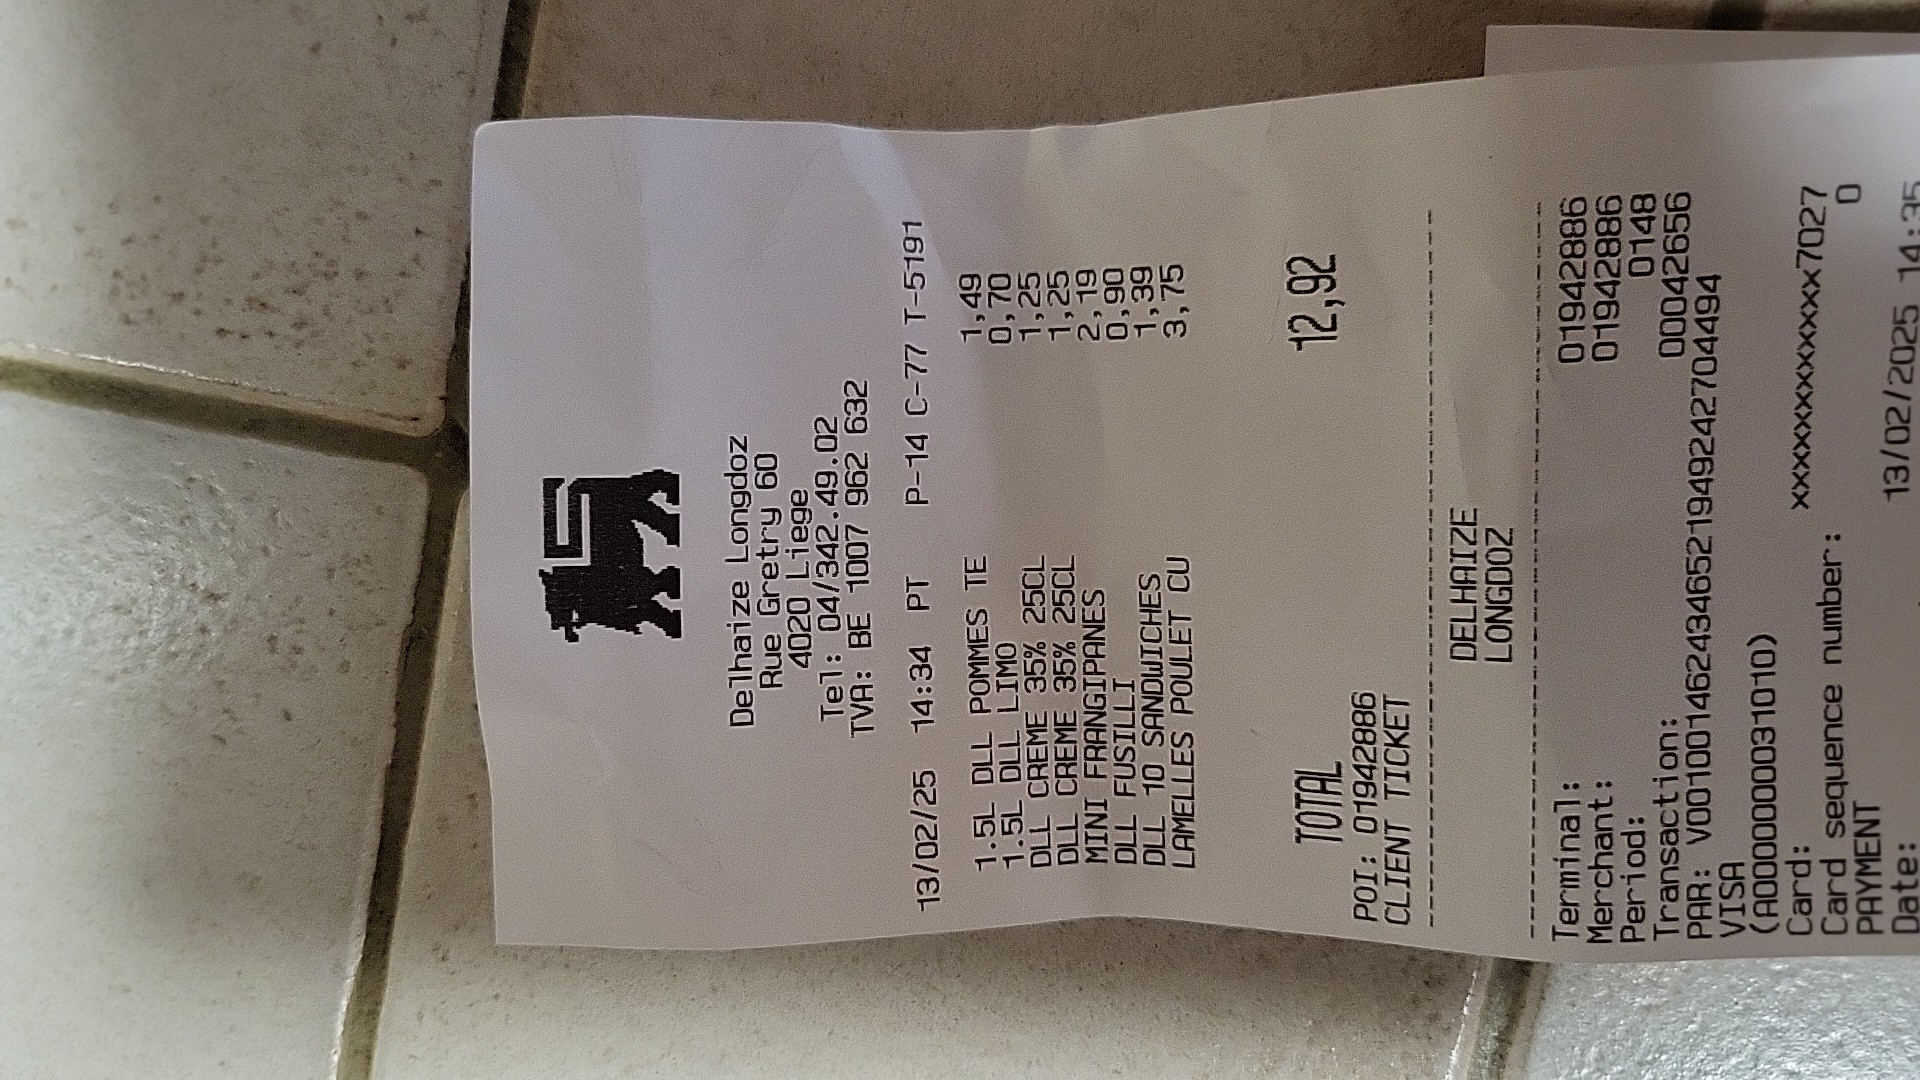 Delhaize Longdoz
Rue Gretry 60
4020 Liege
Tel: 04/342.49.02
TVA: BE 1007 962 632
13/02/25 14:34 PT P-14 C-77 T-5191
1.5L DLL POMMES TE 1,49
1.5L DLL LIMO 0,70
DLL CREME 35% 25CL 1,25
DLL CREME 35% 25CL 1,25
MINI FRANGIPANES 2,19
DLL FUSILLI 0,90
DLL 10 SANDWICHES 1,39
LAMELLES POULET CU 3,75
TOTAL 12,92
POI: 01942886
CLIENT TICKET
DELHAIZE
LONGDOZ
Terminal: 01942886
Merchant: 01942886
Period: 0148
Transaction: 00042656
PAR: V0010014624346521949242704494
VISA
(A0000000031010)
Card: xxxxxxxxxxxx7027
Card sequence number: 0
PAYMENT
Date: 13/02/2025 14:35